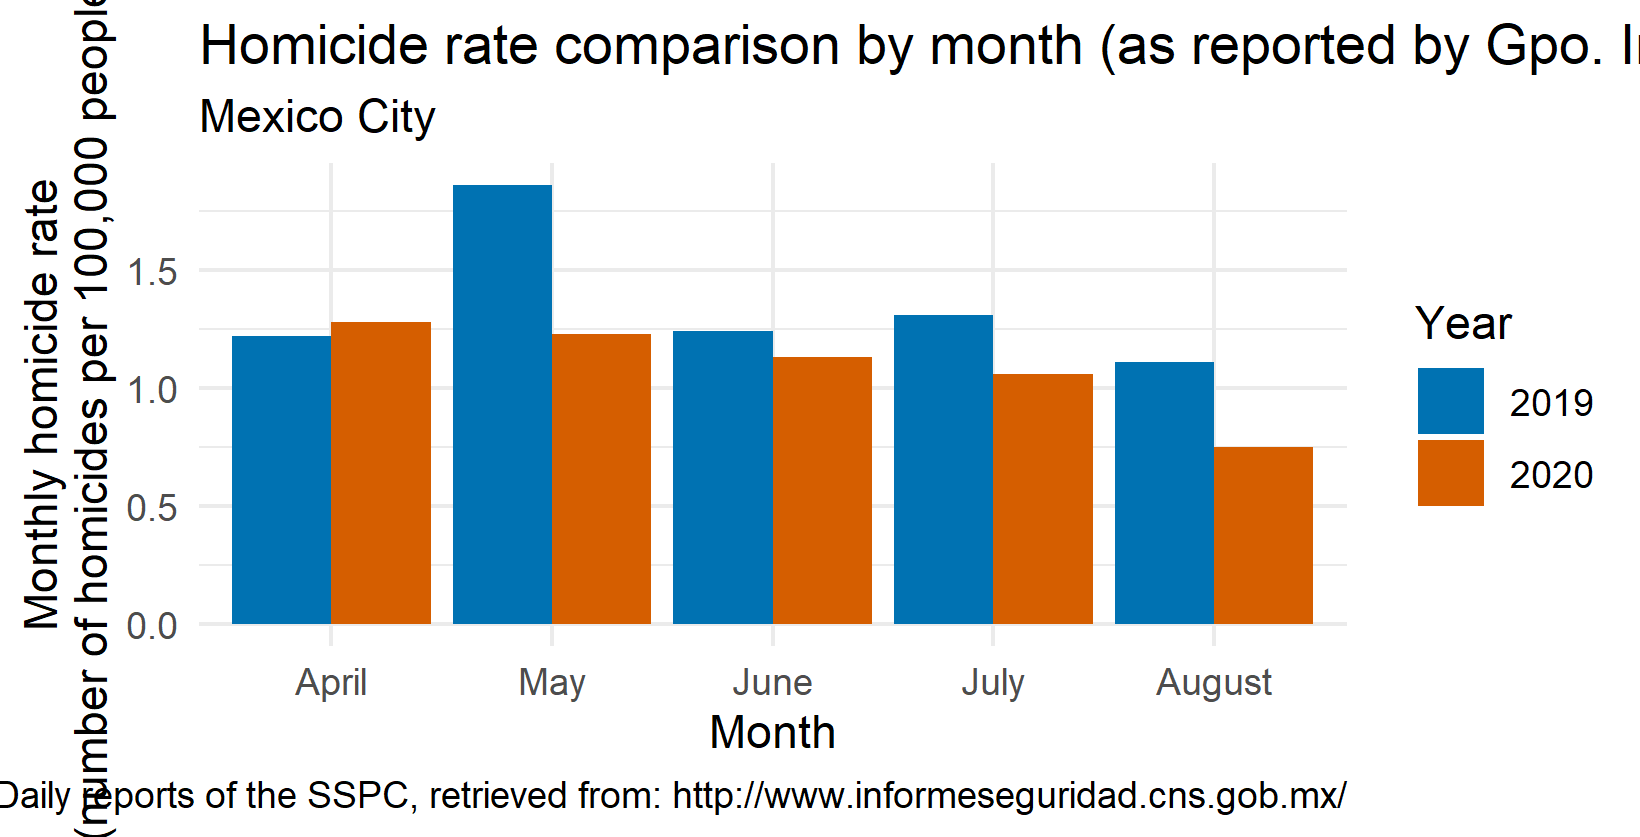 Homicide rate comparison by month (as reported by Gpo.
Mexico City
Monthly homicide rate
(number of homicides per 100,000 people
1.5
1.0
0.5
0.0
April May June July August
Month
Year
2019
2020
Daily reports of the SSPC, retrieved from: http://www.informeseguridad.cns.gob.mx/